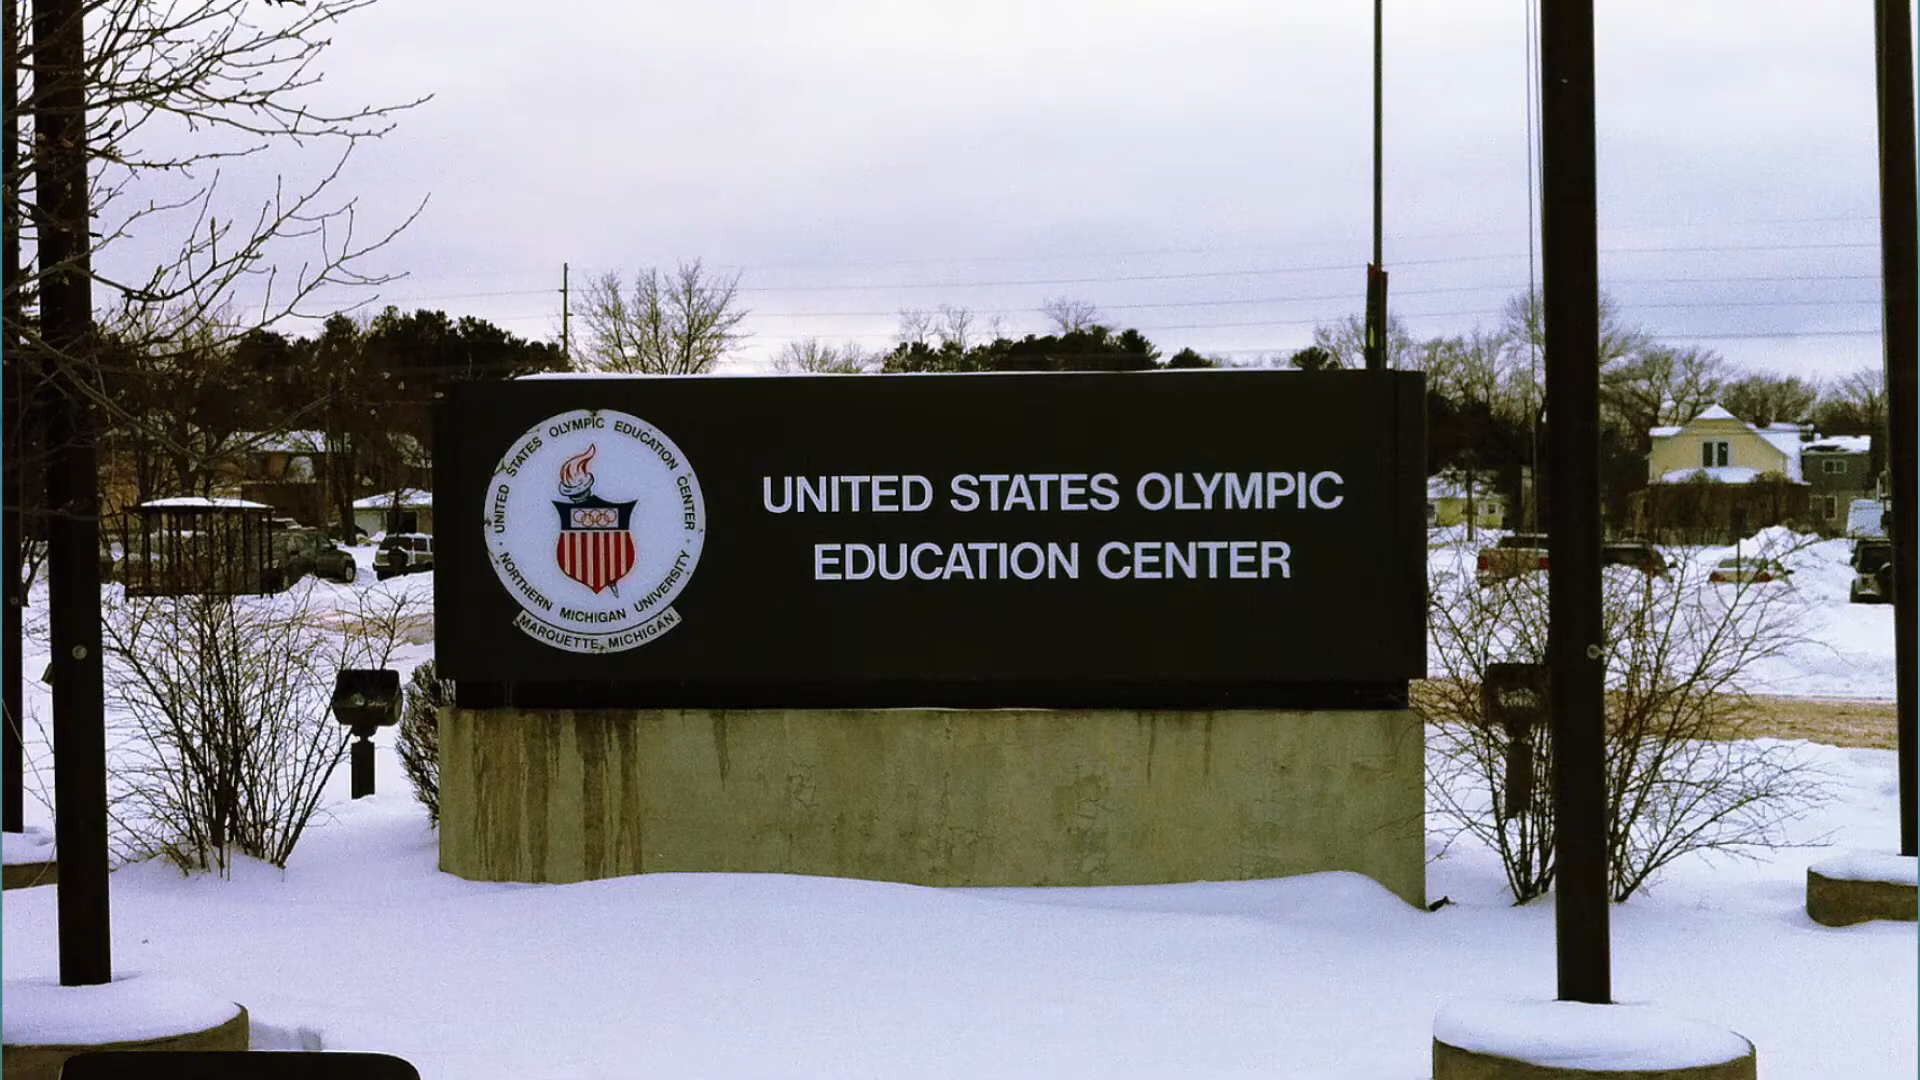 UNITED STATES OLYMPIC EDUCATION CENTER
NORTHERN MICHIGAN UNIVERSITY
MARQUETTE, MICHIGAN
UNITED STATES OLYMPIC
EDUCATION CENTER